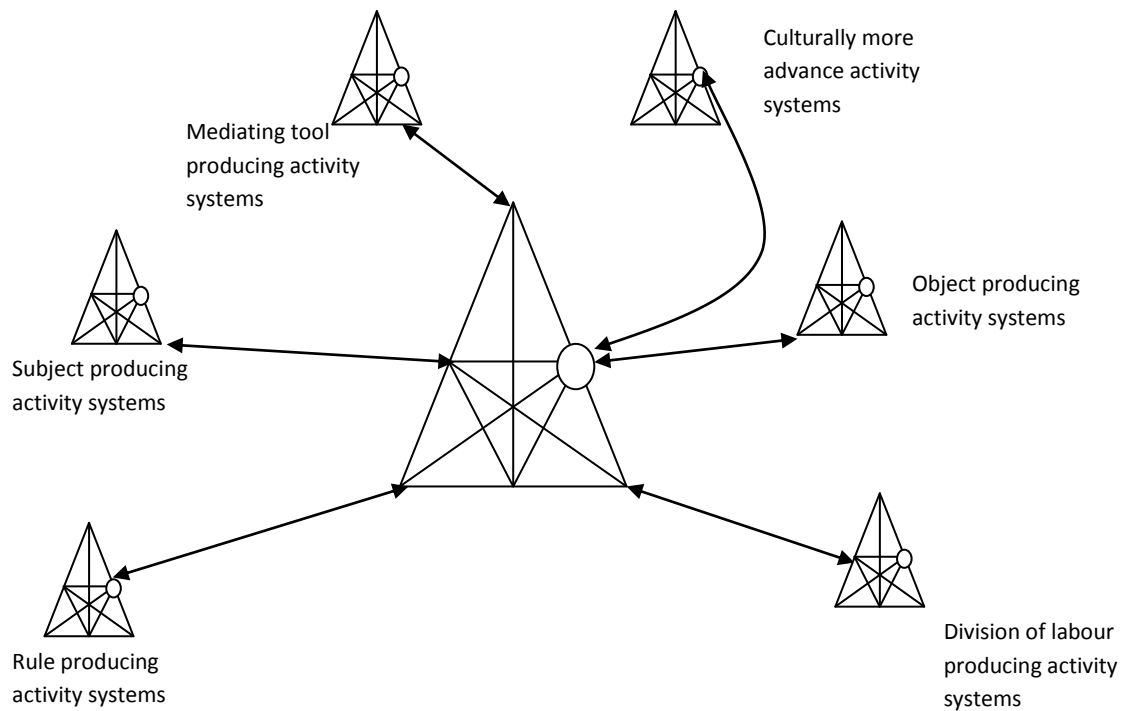 Culturally more
advance activity
systems
Mediating tool
producing activity
systems
Object producing
activity systems
Subject producing
activity systems
Rule producing
activity systems
Division of labour
producing activity
systems